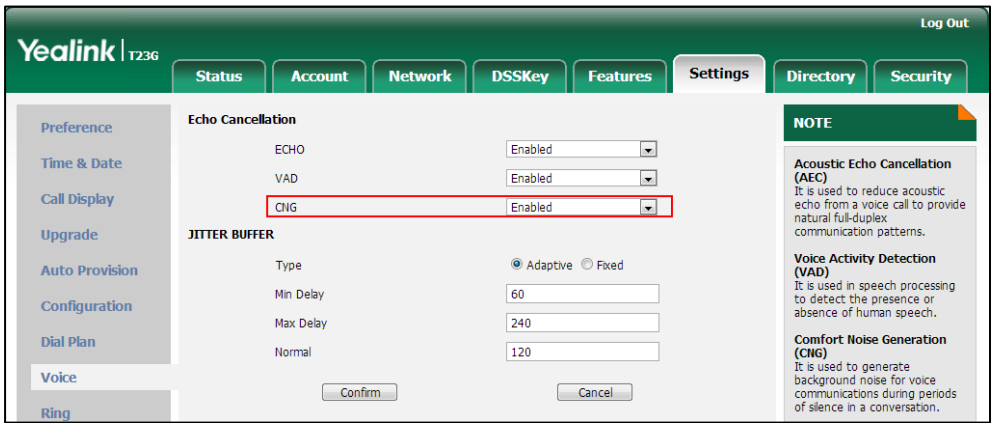 Log Out
Yealink T23G
Status Account Network DSSKey Features Settings Directory Security
Preference
Time & Date
Call Display
Upgrade
Auto Provision
Configuration
Dial Plan
Voice
Ring
Echo Cancellation
ECHO Enabled
VAD Enabled
CNG Enabled
JITTER BUFFER
Type Adaptive Fixed
Min Delay 60
Max Delay 240
Normal 120
Confirm Cancel
NOTE
Acoustic Echo Cancellation
(AEC)
It is used to reduce acoustic
echo from a voice call to provide
natural full-duplex
communication patterns.
Voice Activity Detection
(VAD)
It is used in speech processing
to detect the presence or
absence of human speech.
Comfort Noise Generation
(CNG)
It is used to generate
background noise for voice
communications during periods
of silence in a conversation.